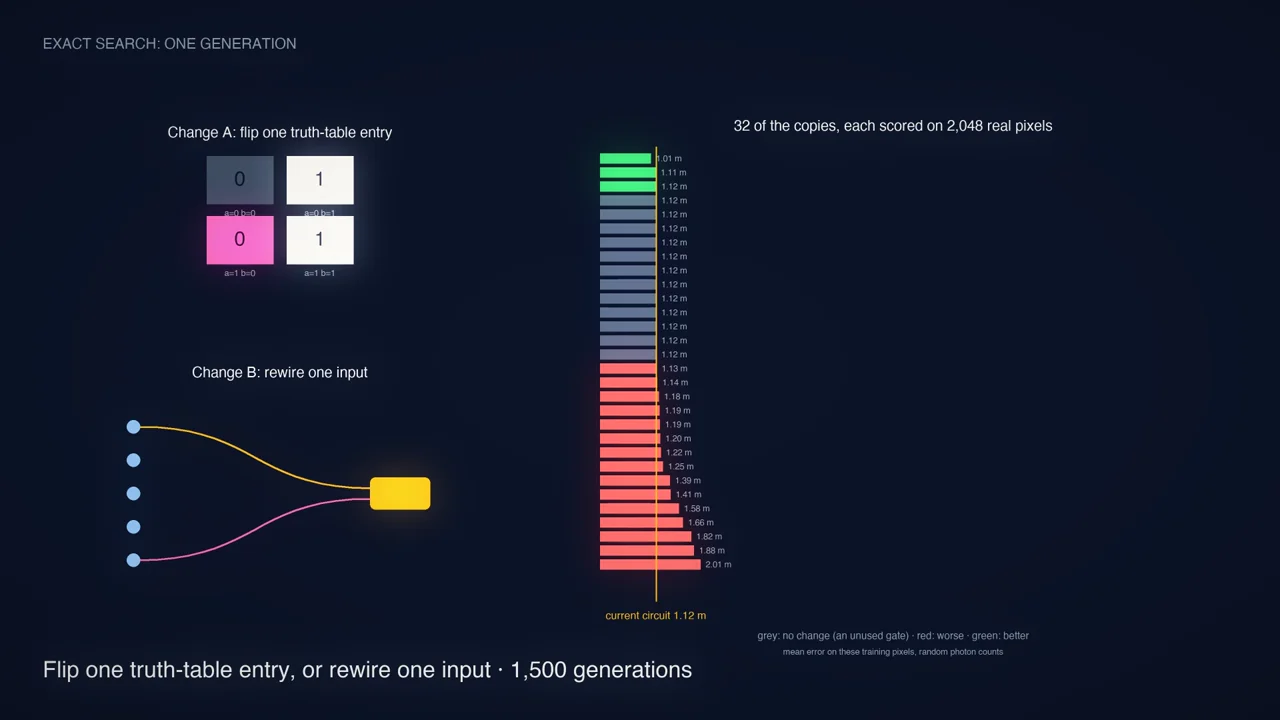 EXACT SEARCH: ONE GENERATION
Change A: flip one truth-table entry
0
1
a=0 b=0
a=0 b=1
0
1
a=1 b=0
a=1 b=1
Change B: rewire one input
32 of the copies, each scored on 2,048 real pixels
1.01 m
1.11 m
1.12 m
1.12 m
1.12 m
1.12 m
1.12 m
1.12 m
1.12 m
1.12 m
1.12 m
1.12 m
1.12 m
1.12 m
1.12 m
1.13 m
1.14 m
1.18 m
1.19 m
1.19 m
1.20 m
1.22 m
1.25 m
1.39 m
1.41 m
1.58 m
1.66 m
1.82 m
1.88 m
2.01 m
current circuit 1.12 m
grey: no change (an unused gate) · red: worse · green: better
mean error on these training pixels, random photon counts
Flip one truth-table entry, or rewire one input · 1,500 generations